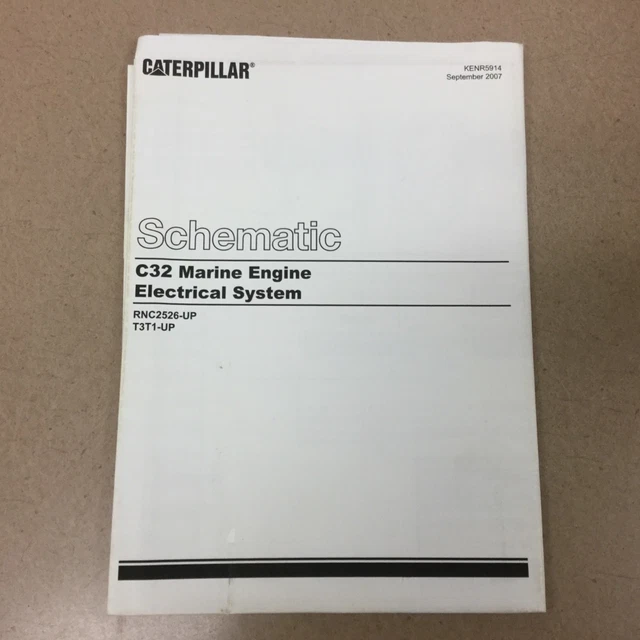 CATERPILLAR®
KENR5914
September 2007
Schematic
C32 Marine Engine
Electrical System
RNC2526-UP
T3T1-UP